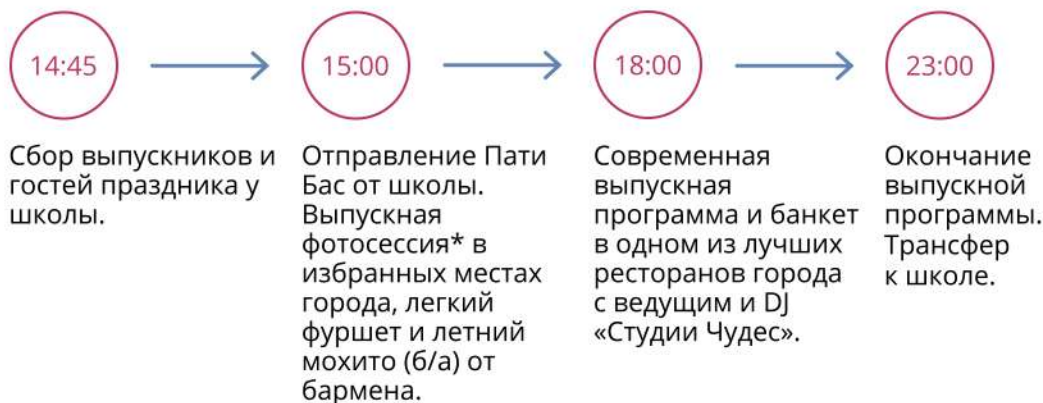 14:45
Сбор выпускников и
гостей праздника у
школы.
15:00
Отправление Пати
Бас от школы.
Выпускная
фотосессия* в
избранных местах
города, легкий
фуршет и летний
мохито (б/а) от
бармена.
18:00
Современная
выпускная
программа и банкет
в одном из лучших
ресторанов города
с ведущим и DJ
«Студии Чудес».
23:00
Окончание
выпускной
программы.
Трансфер
к школе.